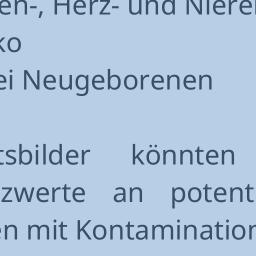 en-, Herz- und Niere
ko
ei Neugeborenen
tsbilder könnten
zwerte an potent
en mit Kontamination